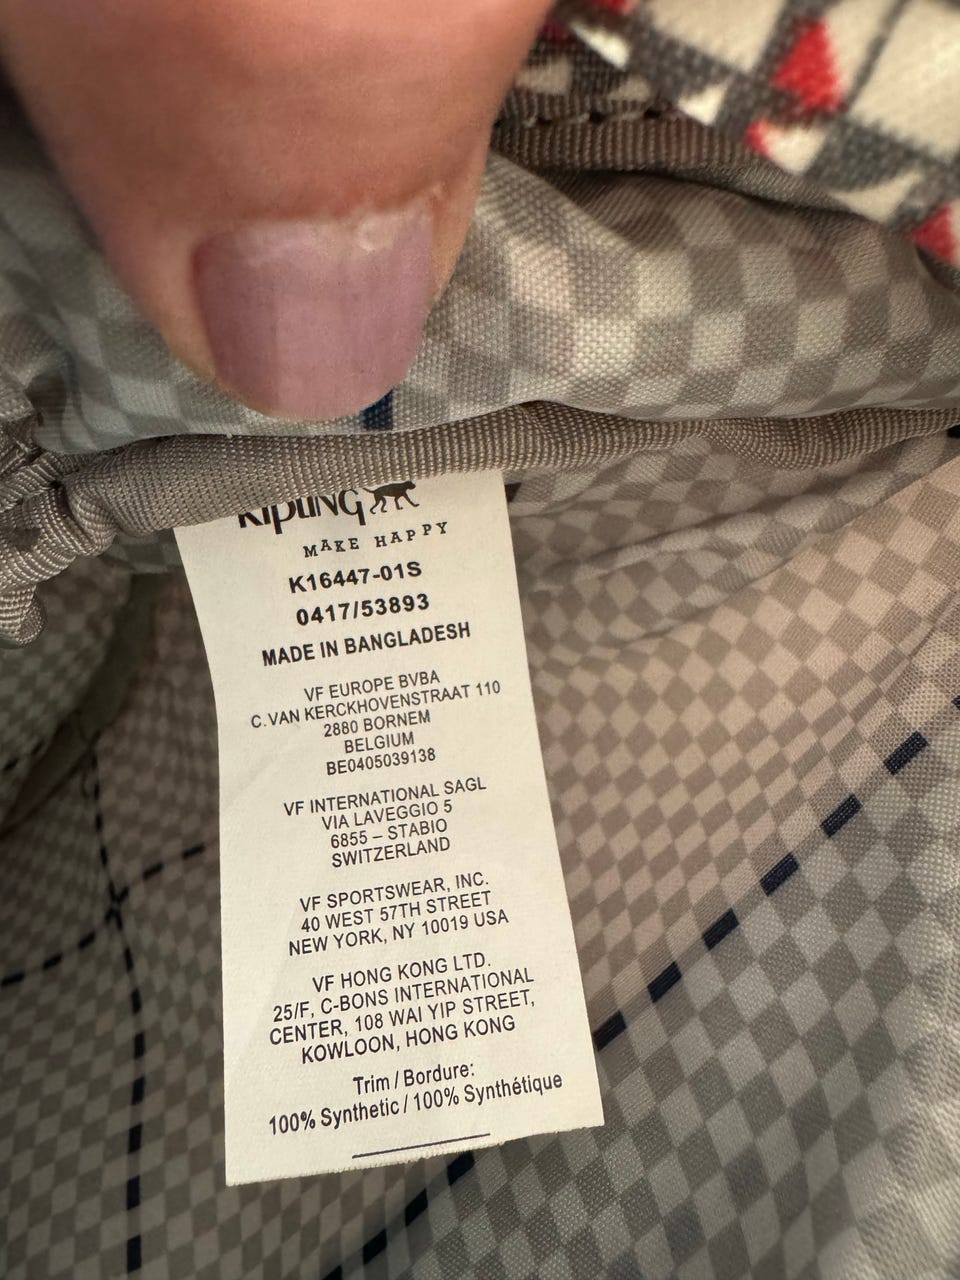 Kipling
MAKE HAPPY
K16447-01S
0417/53893
MADE IN BANGLADESH
VF EUROPE BVBA
C.VAN KERCKHOVENSTRAAT 110
2880 BORNEM
BELGIUM
BE0405039138
VF INTERNATIONAL SAGL
VIA LAVEGGIO 5
6855 – STABIO
SWITZERLAND
VF SPORTSWEAR, INC.
40 WEST 57TH STREET
NEW YORK, NY 10019 USA
VF HONG KONG LTD.
25/F, C-BONS INTERNATIONAL
CENTER, 108 WAI YIP STREET,
KOWLOON, HONG KONG
Trim / Bordure:
100% Synthetic / 100% Synthétique